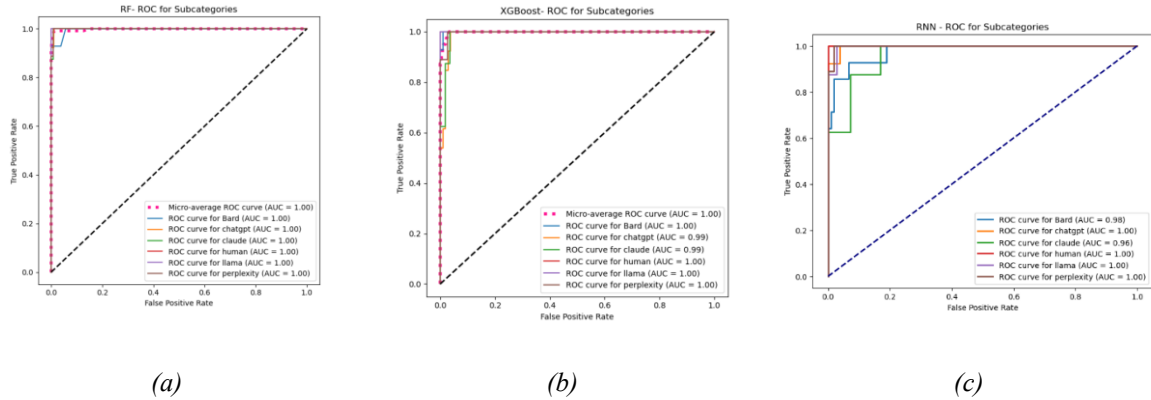 RF- ROC for Subcategories
1.0
0.8
0.6
0.4
0.2
0.0
True Positive Rate
Micro-average ROC curve (AUC = 1.00)
ROC curve for Bard (AUC = 1.00)
ROC curve for chatgpt (AUC = 1.00)
ROC curve for claude (AUC = 1.00)
ROC curve for human (AUC = 1.00)
ROC curve for llama (AUC = 1.00)
ROC curve for perplexity (AUC = 1.00)
0.0 0.2 0.4 0.6 0.8 1.0
False Positive Rate
(a)
XGBoost- ROC for Subcategories
1.0
0.8
0.6
0.4
0.2
0.0
True Positive Rate
Micro-average ROC curve (AUC = 1.00)
ROC curve for Bard (AUC = 1.00)
ROC curve for chatgpt (AUC = 0.99)
ROC curve for claude (AUC = 0.99)
ROC curve for human (AUC = 1.00)
ROC curve for llama (AUC = 1.00)
ROC curve for perplexity (AUC = 1.00)
0.0 0.2 0.4 0.6 0.8 1.0
False Positive Rate
(b)
RNN - ROC for Subcategories
1.0
0.8
0.6
0.4
0.2
0.0
True Positive Rate
ROC curve for Bard (AUC = 0.98)
ROC curve for chatgpt (AUC = 1.00)
ROC curve for claude (AUC = 0.96)
ROC curve for human (AUC = 1.00)
ROC curve for llama (AUC = 1.00)
ROC curve for perplexity (AUC = 1.00)
0.0 0.2 0.4 0.6 0.8 1.0
False Positive Rate
(c)